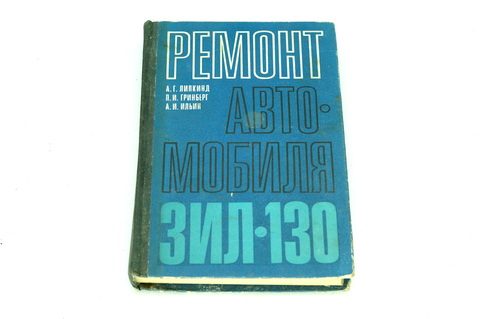 РЕМОНТ
А. Г. ЛИПКИНД
П. И. ГРИНБЕРГ
А. И. ИЛЬИН
АВТО-
МОБИЛЯ
ЗИЛ-130